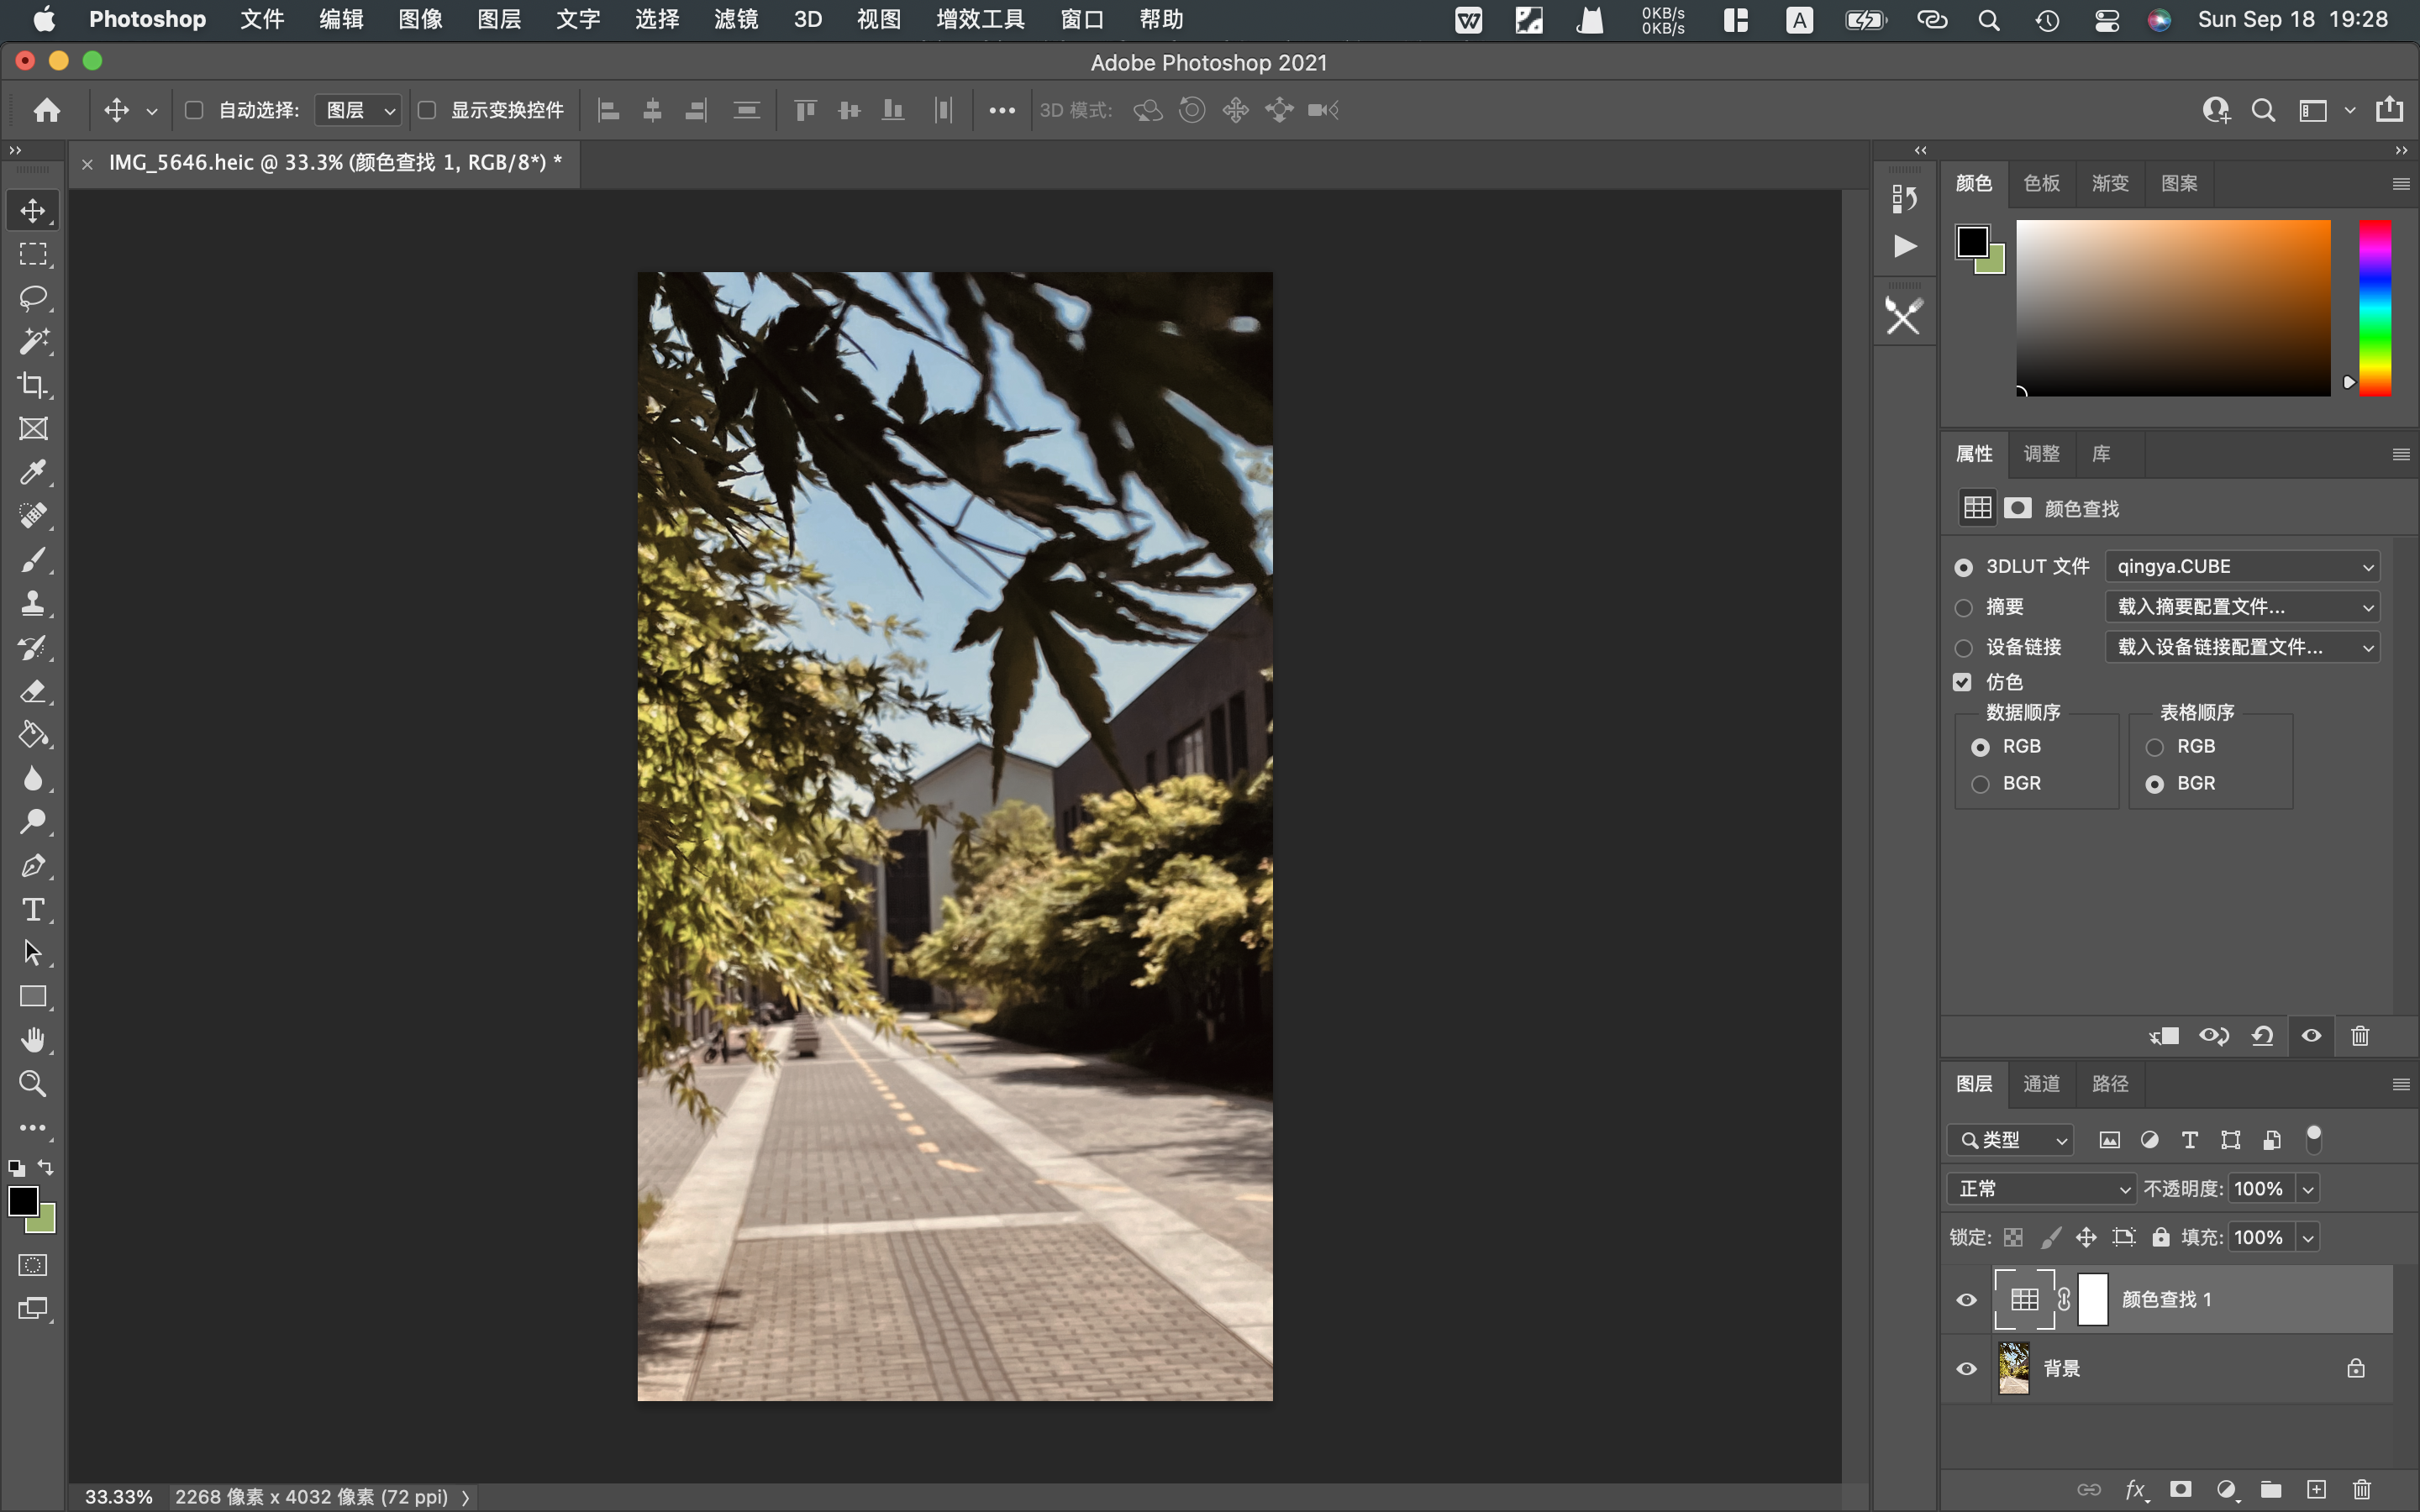 Photoshop 文件 编辑 图像 图层 文字 选择 滤镜 3D 视图 增效工具 窗口 帮助 0KB/s 0KB/s A Sun Sep 18 19:28
Adobe Photoshop 2021
自动选择: 图层 显示变换控件 3D 模式:
IMG_5646.heic @ 33.3% (颜色查找 1, RGB/8*) *
颜色 色板 渐变 图案
属性 调整 库
颜色查找
3DLUT 文件 qingya.CUBE
摘要 载入摘要配置文件...
设备链接 载入设备链接配置文件...
仿色
数据顺序 表格顺序
RGB RGB
BGR BGR
图层 通道 路径
类型
正常 不透明度: 100%
锁定: 填充: 100%
颜色查找 1
背景
fx
33.33% 2268 像素 x 4032 像素 (72 ppi)